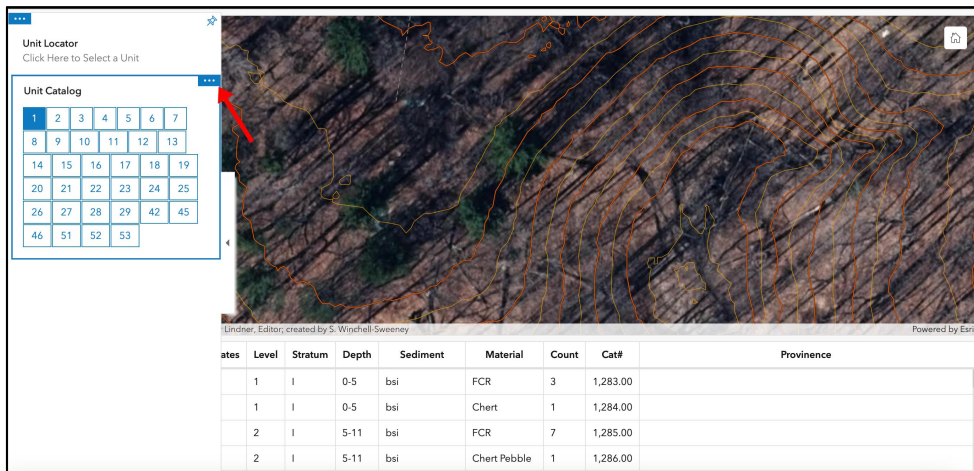 Unit Locator
Click Here to Select a Unit
Unit Catalog
1 2 3 4 5 6 7
8 9 10 11 12 13
14 15 16 17 18 19
20 21 22 23 24 25
26 27 28 29 42 45
46 51 52 53
Lindner, Editor; created by S. Winchell-Sweeney
Powered by Esri
ates Level Stratum Depth Sediment Material Count Cat# Provinence
1 I 0-5 bsi FCR 3 1,283.00
1 I 0-5 bsi Chert 1 1,284.00
2 I 5-11 bsi FCR 7 1,285.00
2 I 5-11 bsi Chert Pebble 1 1,286.00